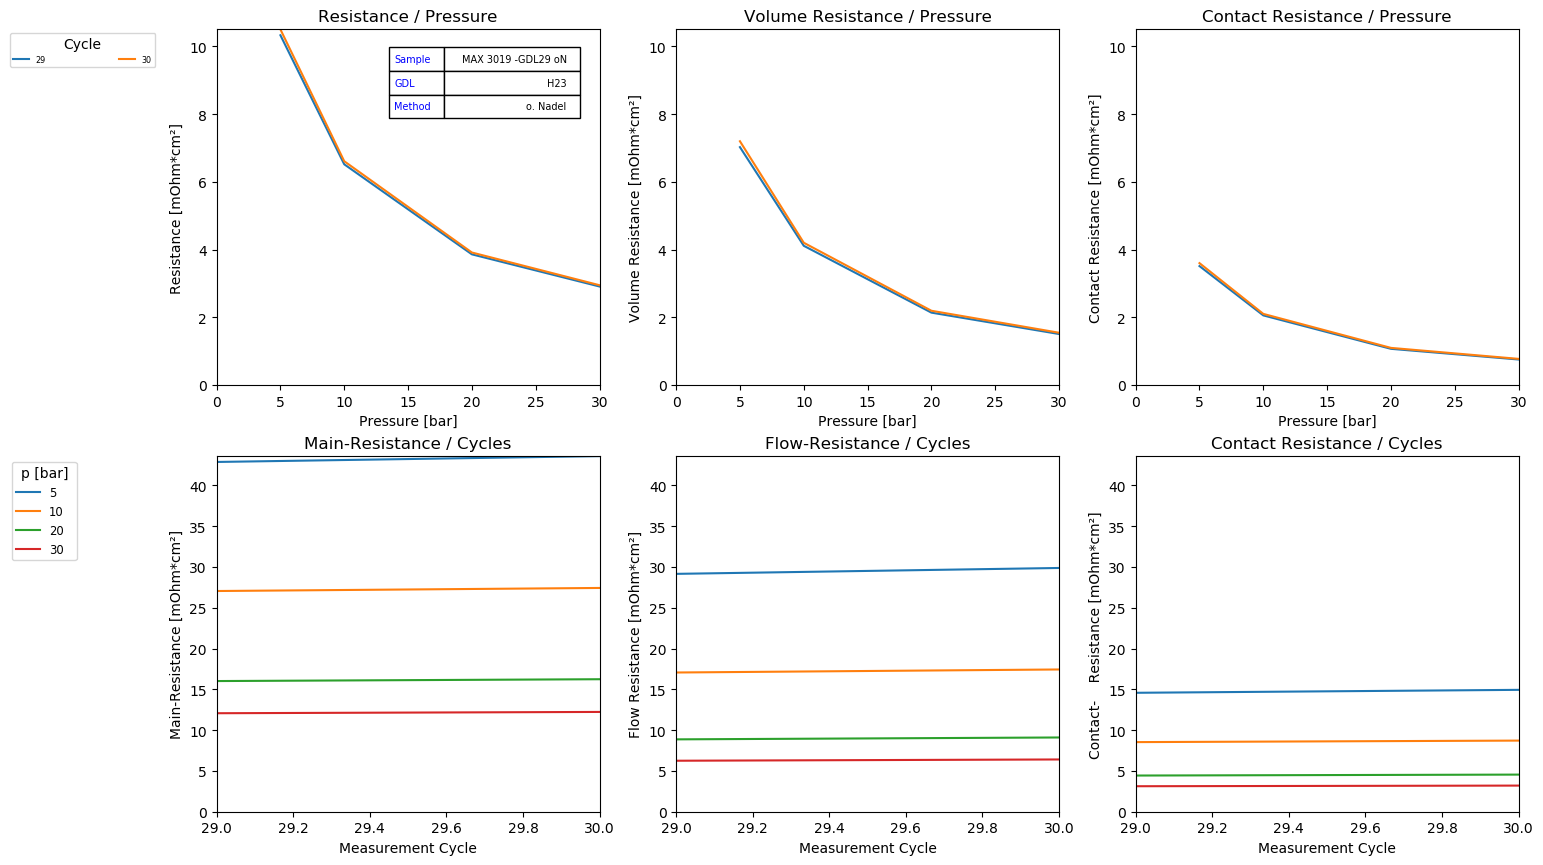 Cycle
29 30
Resistance / Pressure
Resistance [mOhm*cm²]
10
8
6
4
2
0
Sample MAX 3019 -GDL29 oN
GDL H23
Method o. Nadel
0 5 10 15 20 25 30
Pressure [bar]
Volume Resistance / Pressure
Volume Resistance [mOhm*cm²]
10
8
6
4
2
0
0 5 10 15 20 25 30
Pressure [bar]
Contact Resistance / Pressure
Contact Resistance [mOhm*cm²]
10
8
6
4
2
0
0 5 10 15 20 25 30
Pressure [bar]
p [bar]
5
10
20
30
Main-Resistance / Cycles
Main-Resistance [mOhm*cm²]
40
35
30
25
20
15
10
5
0
29.0 29.2 29.4 29.6 29.8 30.0
Measurement Cycle
Flow-Resistance / Cycles
Flow Resistance [mOhm*cm²]
40
35
30
25
20
15
10
5
0
29.0 29.2 29.4 29.6 29.8 30.0
Measurement Cycle
Contact Resistance / Cycles
Contact- Resistance [mOhm*cm²]
40
35
30
25
20
15
10
5
0
29.0 29.2 29.4 29.6 29.8 30.0
Measurement Cycle